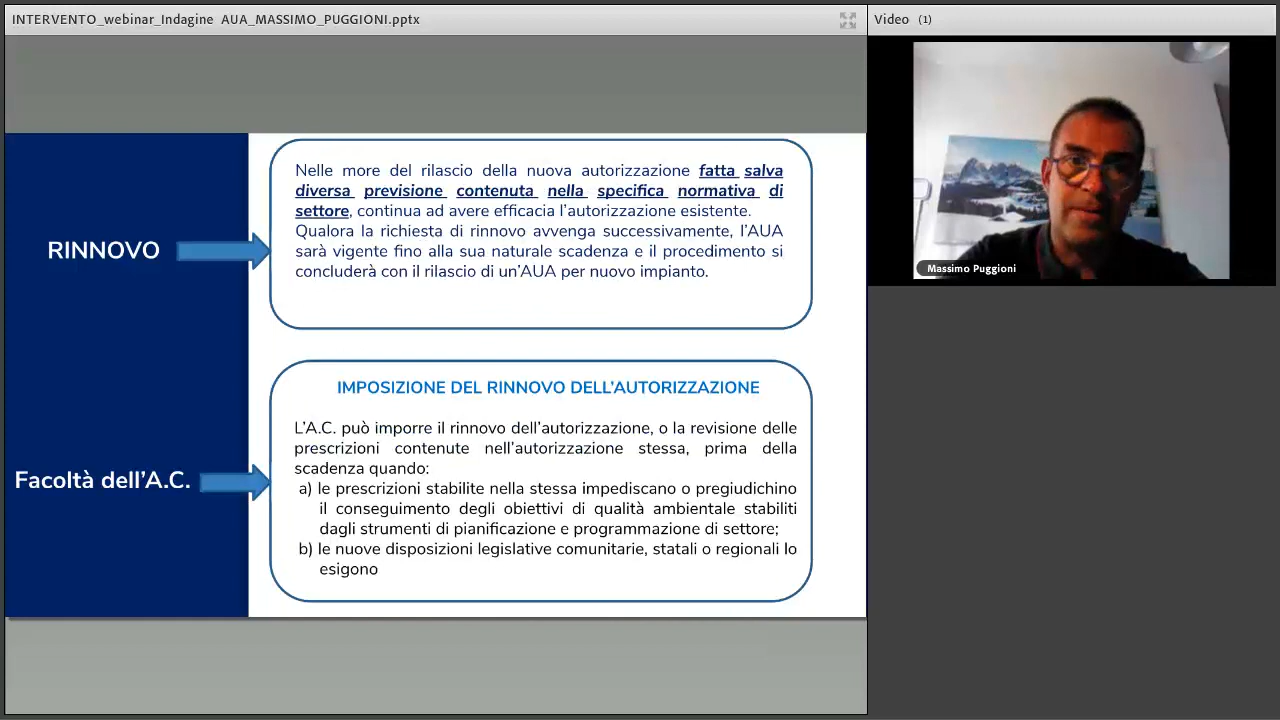 INTERVENTO_webinar_Indagine AUA_MASSIMO_PUGGIONI.pptx
Video (1)
Massimo Puggioni
RINNOVO
Nelle more del rilascio della nuova autorizzazione fatta salva
diversa previsione contenuta nella specifica normativa di
settore, continua ad avere efficacia l'autorizzazione esistente.
Qualora la richiesta di rinnovo avvenga successivamente, l'AUA
sarà vigente fino alla sua naturale scadenza e il procedimento si
concluderà con il rilascio di un'AUA per nuovo impianto.
Facoltà dell'A.C.
IMPOSIZIONE DEL RINNOVO DELL'AUTORIZZAZIONE
L'A.C. può imporre il rinnovo dell'autorizzazione, o la revisione delle
prescrizioni contenute nell'autorizzazione stessa, prima della
scadenza quando:
a) le prescrizioni stabilite nella stessa impediscano o pregiudichino
il conseguimento degli obiettivi di qualità ambientale stabiliti
dagli strumenti di pianificazione e programmazione di settore;
b) le nuove disposizioni legislative comunitarie, statali o regionali lo
esigono